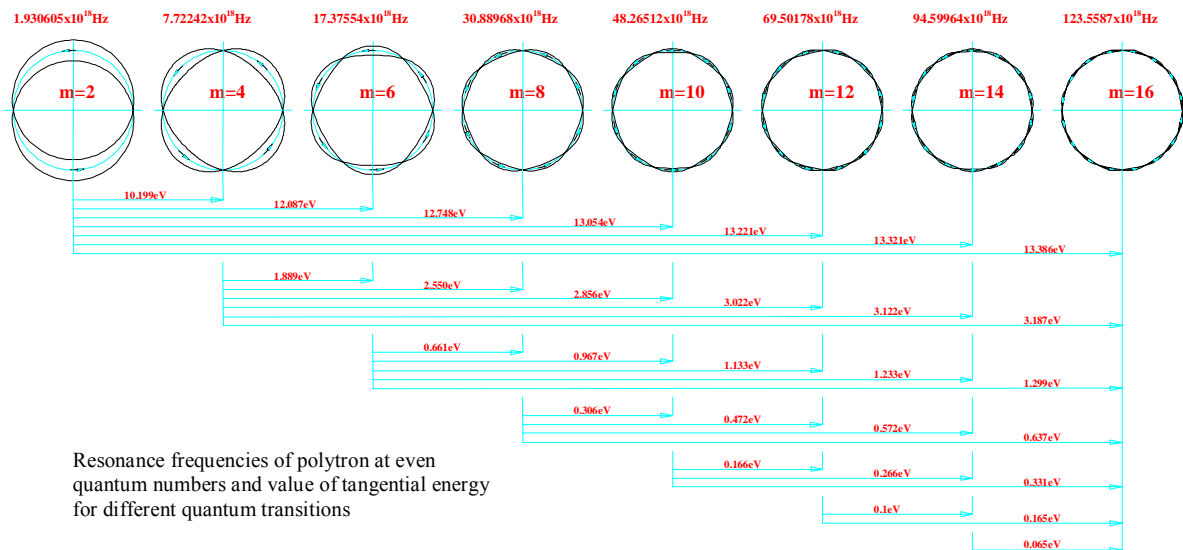 1.930605x10¹⁸Hz 7.72242x10¹⁸Hz 17.37554x10¹⁸Hz 30.88968x10¹⁸Hz 48.26512x10¹⁸Hz 69.50178x10¹⁸Hz 94.59964x10¹⁸Hz 123.5587x10¹⁸Hz
m=2 m=4 m=6 m=8 m=10 m=12 m=14 m=16
10.199eV
12.087eV
12.748eV
13.054eV
13.221eV
13.321eV
13.386eV
1.889eV
2.550eV
2.856eV
3.022eV
3.122eV
3.187eV
0.661eV
0.967eV
1.133eV
1.233eV
1.299eV
0.306eV
0.472eV
0.572eV
0.637eV
0.166eV
0.266eV
0.331eV
0.1eV
0.165eV
0.065eV
Resonance frequencies of polytron at even
quantum numbers and value of tangential energy
for different quantum transitions